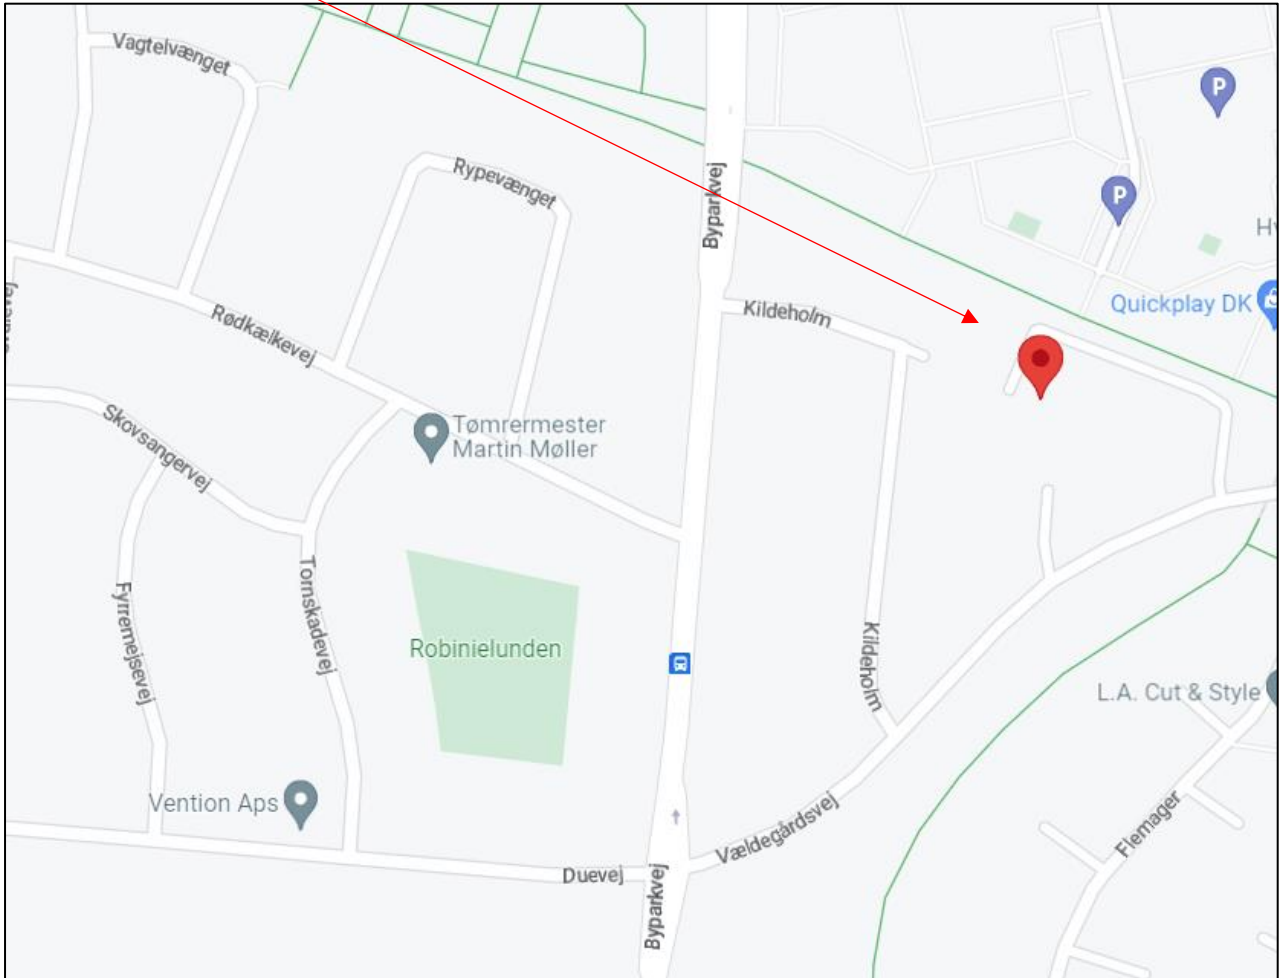 Vagtelvænget
P
Rypevænget
Byparkvej
P
Quickplay DK
Kildeholm
Rødkælkevej
Skovsangervej
Tømrermester
Martin Møller
Fyrremejsevej
Tornskadevej
Robinielunden
Kildeholm
L.A. Cut & Style
Vention Aps
Vældegårdsvej
Flemager
Duevej
Byparkvej